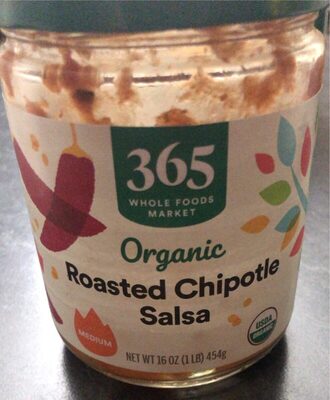 365
WHOLE FOODS
MARKET
Organic
Roasted Chipotle
Salsa
MEDIUM
USDA
ORGANIC
NET WT 16 OZ (1 LB) 454g